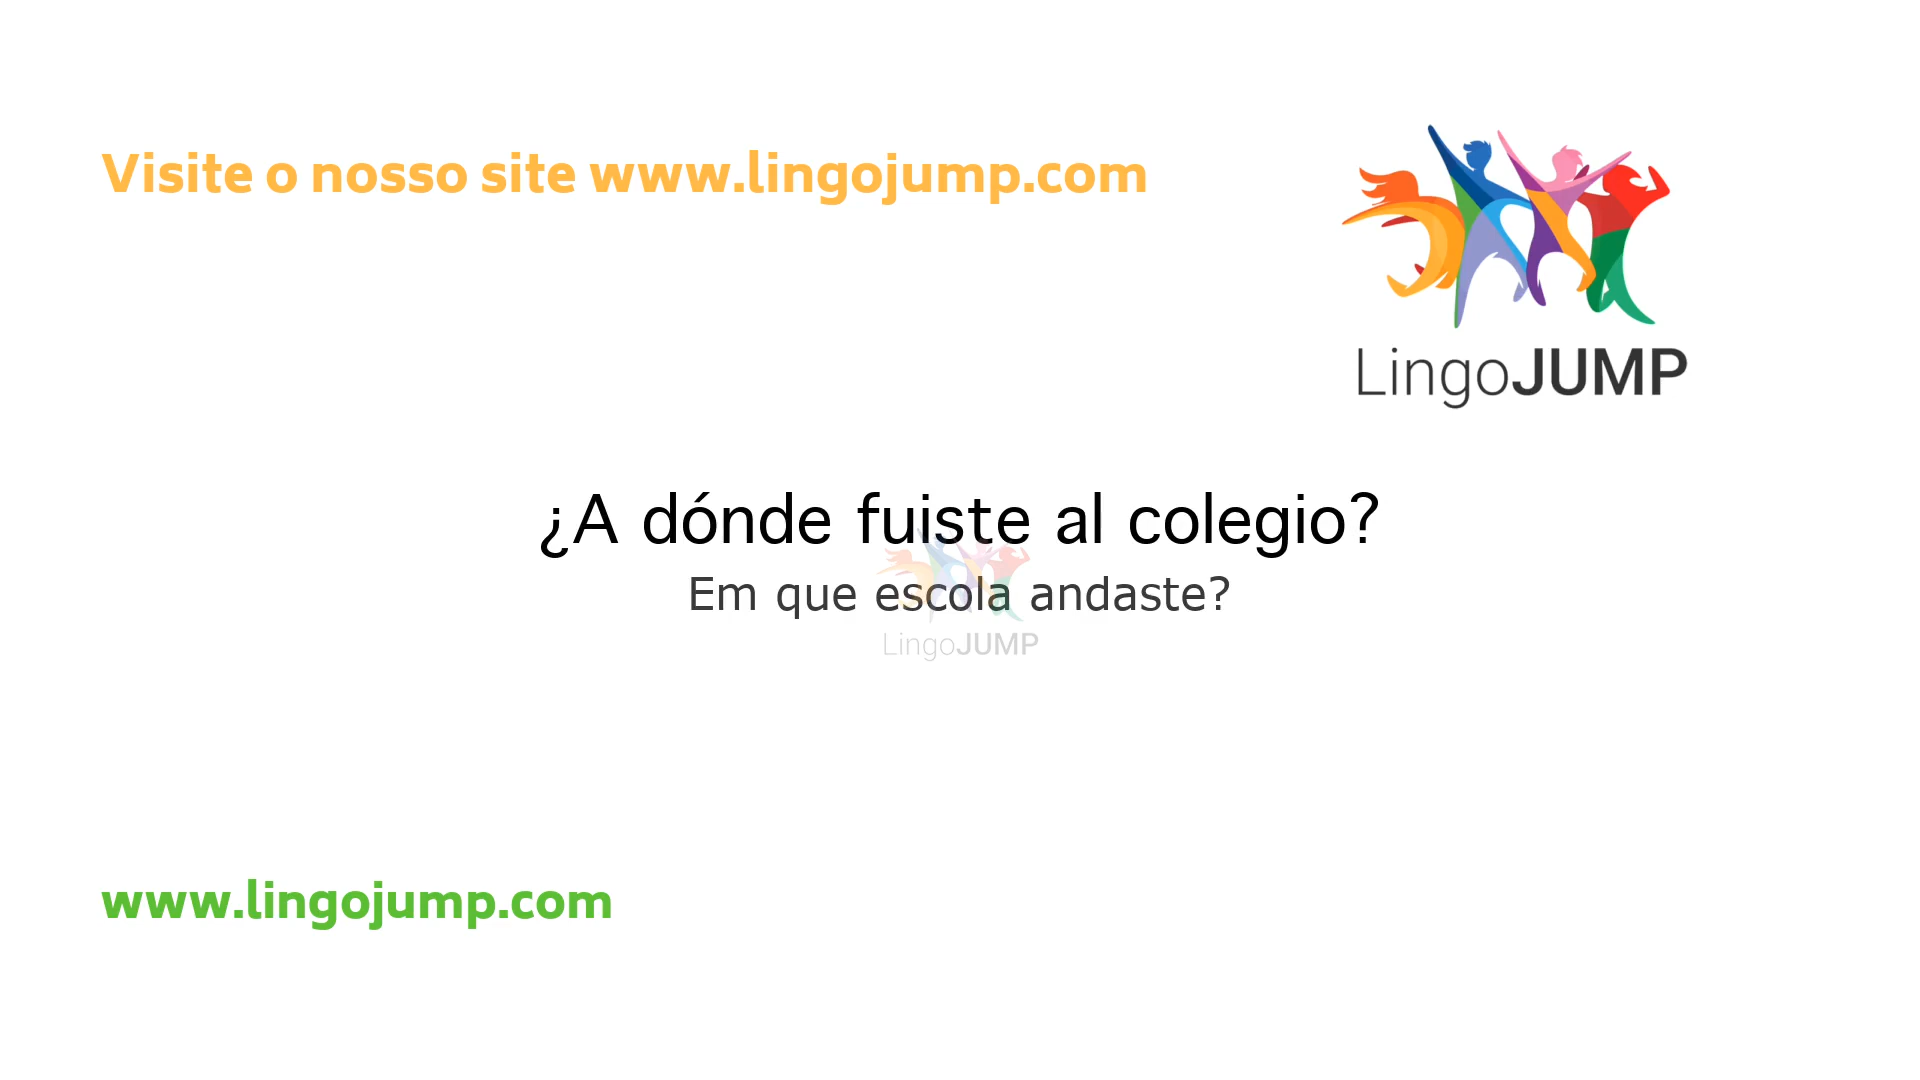 Visite o nosso site www.lingojump.com
LingoJUMP
¿A dónde fuiste al colegio?
Em que escola andaste?
LingoJUMP
www.lingojump.com